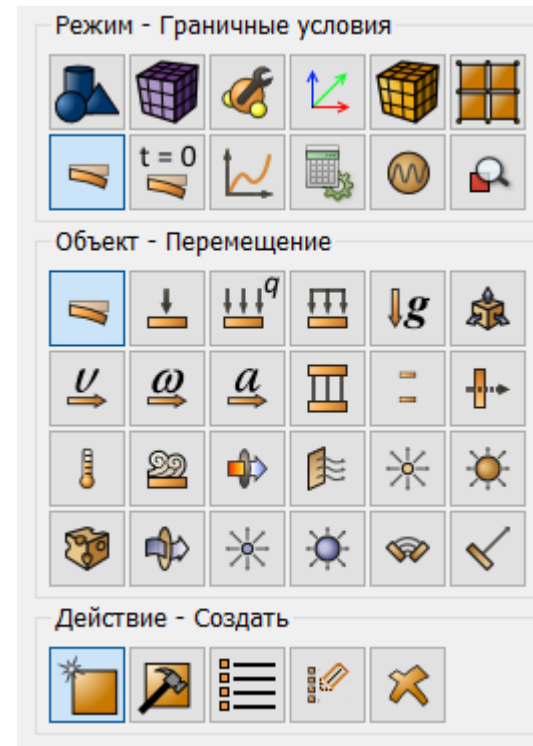 Режим - Граничные условия
t = 0
Объект - Перемещение
q
g
υ ω a
Действие - Создать